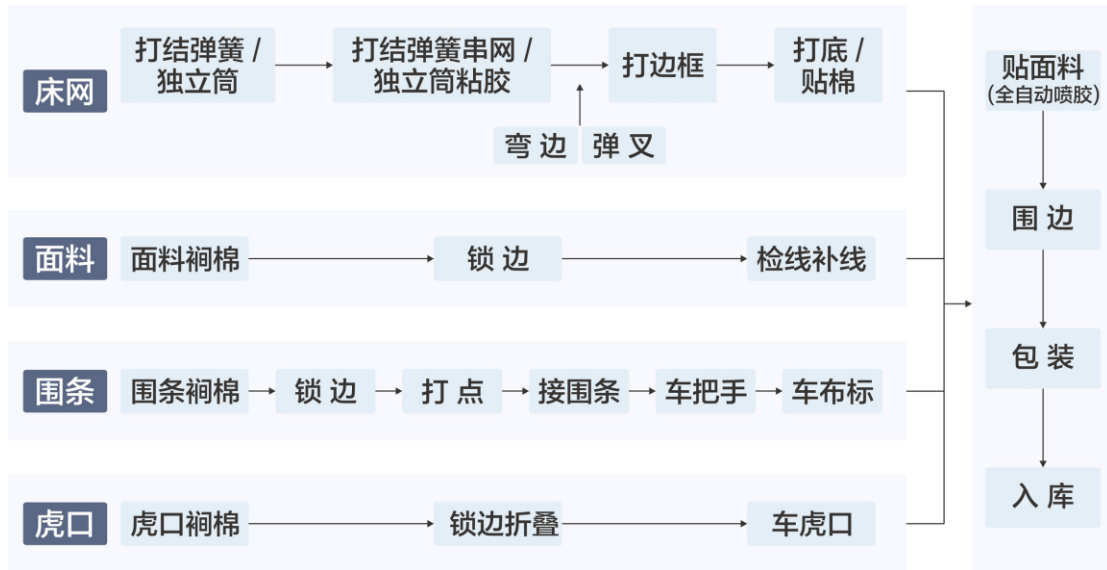 床网
打结弹簧 /
独立筒
打结弹簧串网 /
独立筒粘胶
打边框
打底 /
贴棉
弯 边
弹 叉
面料
面料裥棉
锁 边
检线补线
围条
围条裥棉
锁 边
打 点
接围条
车把手
车布标
虎口
虎口裥棉
锁边折叠
车虎口
贴面料
(全自动喷胶)
围 边
包 装
入 库